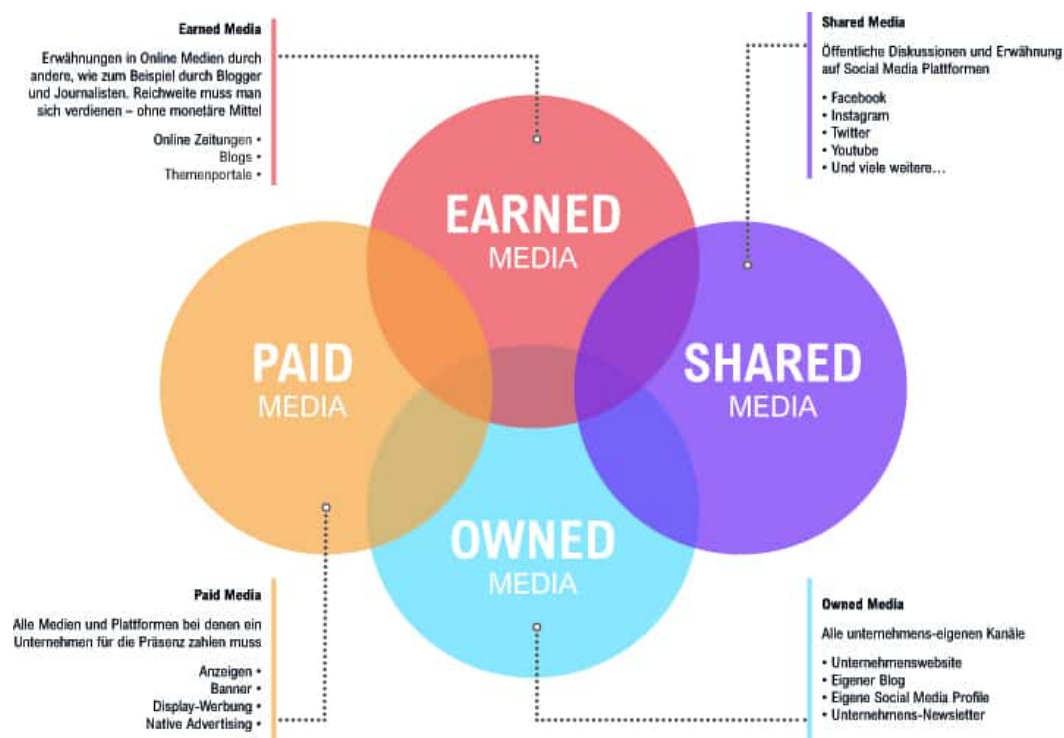 Earned Media
Erwähnungen in Online Medien durch
andere, wie zum Beispiel durch Blogger
und Journalisten. Reichweite muss man
sich verdienen – ohne monetäre Mittel
Online Zeitungen •
Blogs •
Themenportale •
Shared Media
Öffentliche Diskussionen und Erwähnung
auf Social Media Plattformen
• Facebook
• Instagram
• Twitter
• Youtube
• Und viele weitere...
EARNED
MEDIA
PAID
MEDIA
SHARED
MEDIA
OWNED
MEDIA
Paid Media
Alle Medien und Plattformen bei denen ein
Unternehmen für die Präsenz zahlen muss
Anzeigen •
Banner •
Display-Werbung •
Native Advertising •
Owned Media
Alle unternehmens-eigenen Kanäle
• Unternehmenswebsite
• Eigener Blog
• Eigene Social Media Profile
• Unternehmens-Newsletter